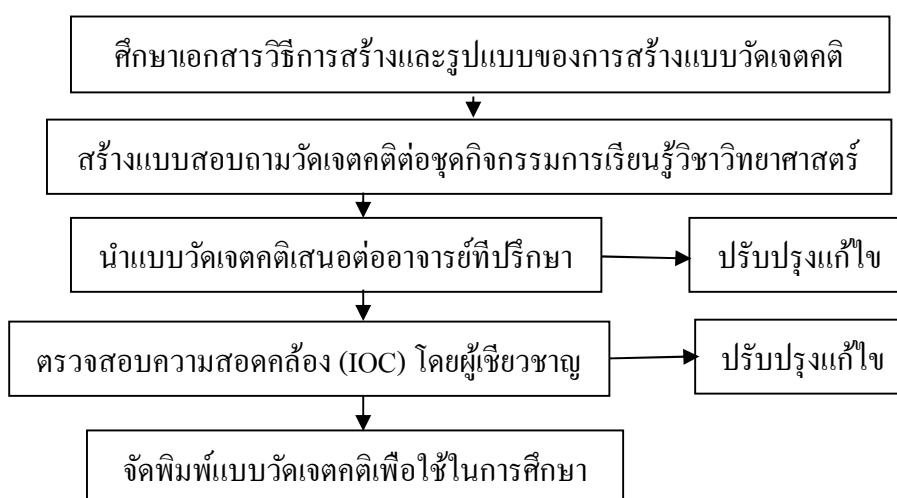 ศึกษาเอกสารวิธีการสร้างและรูปแบบของการสร้างแบบวัดเจตคติ
สร้างแบบสอบถามวัดเจตคติต่อชุดกิจกรรมการเรียนรู้วิชาวิทยาศาสตร์
นำแบบวัดเจตคติเสนอต่ออาจารย์ที่ปรึกษา
ปรับปรุงแก้ไข
ตรวจสอบความสอดคล้อง (IOC) โดยผู้เชี่ยวชาญ
ปรับปรุงแก้ไข
จัดพิมพ์แบบวัดเจตคติเพื่อใช้ในการศึกษา